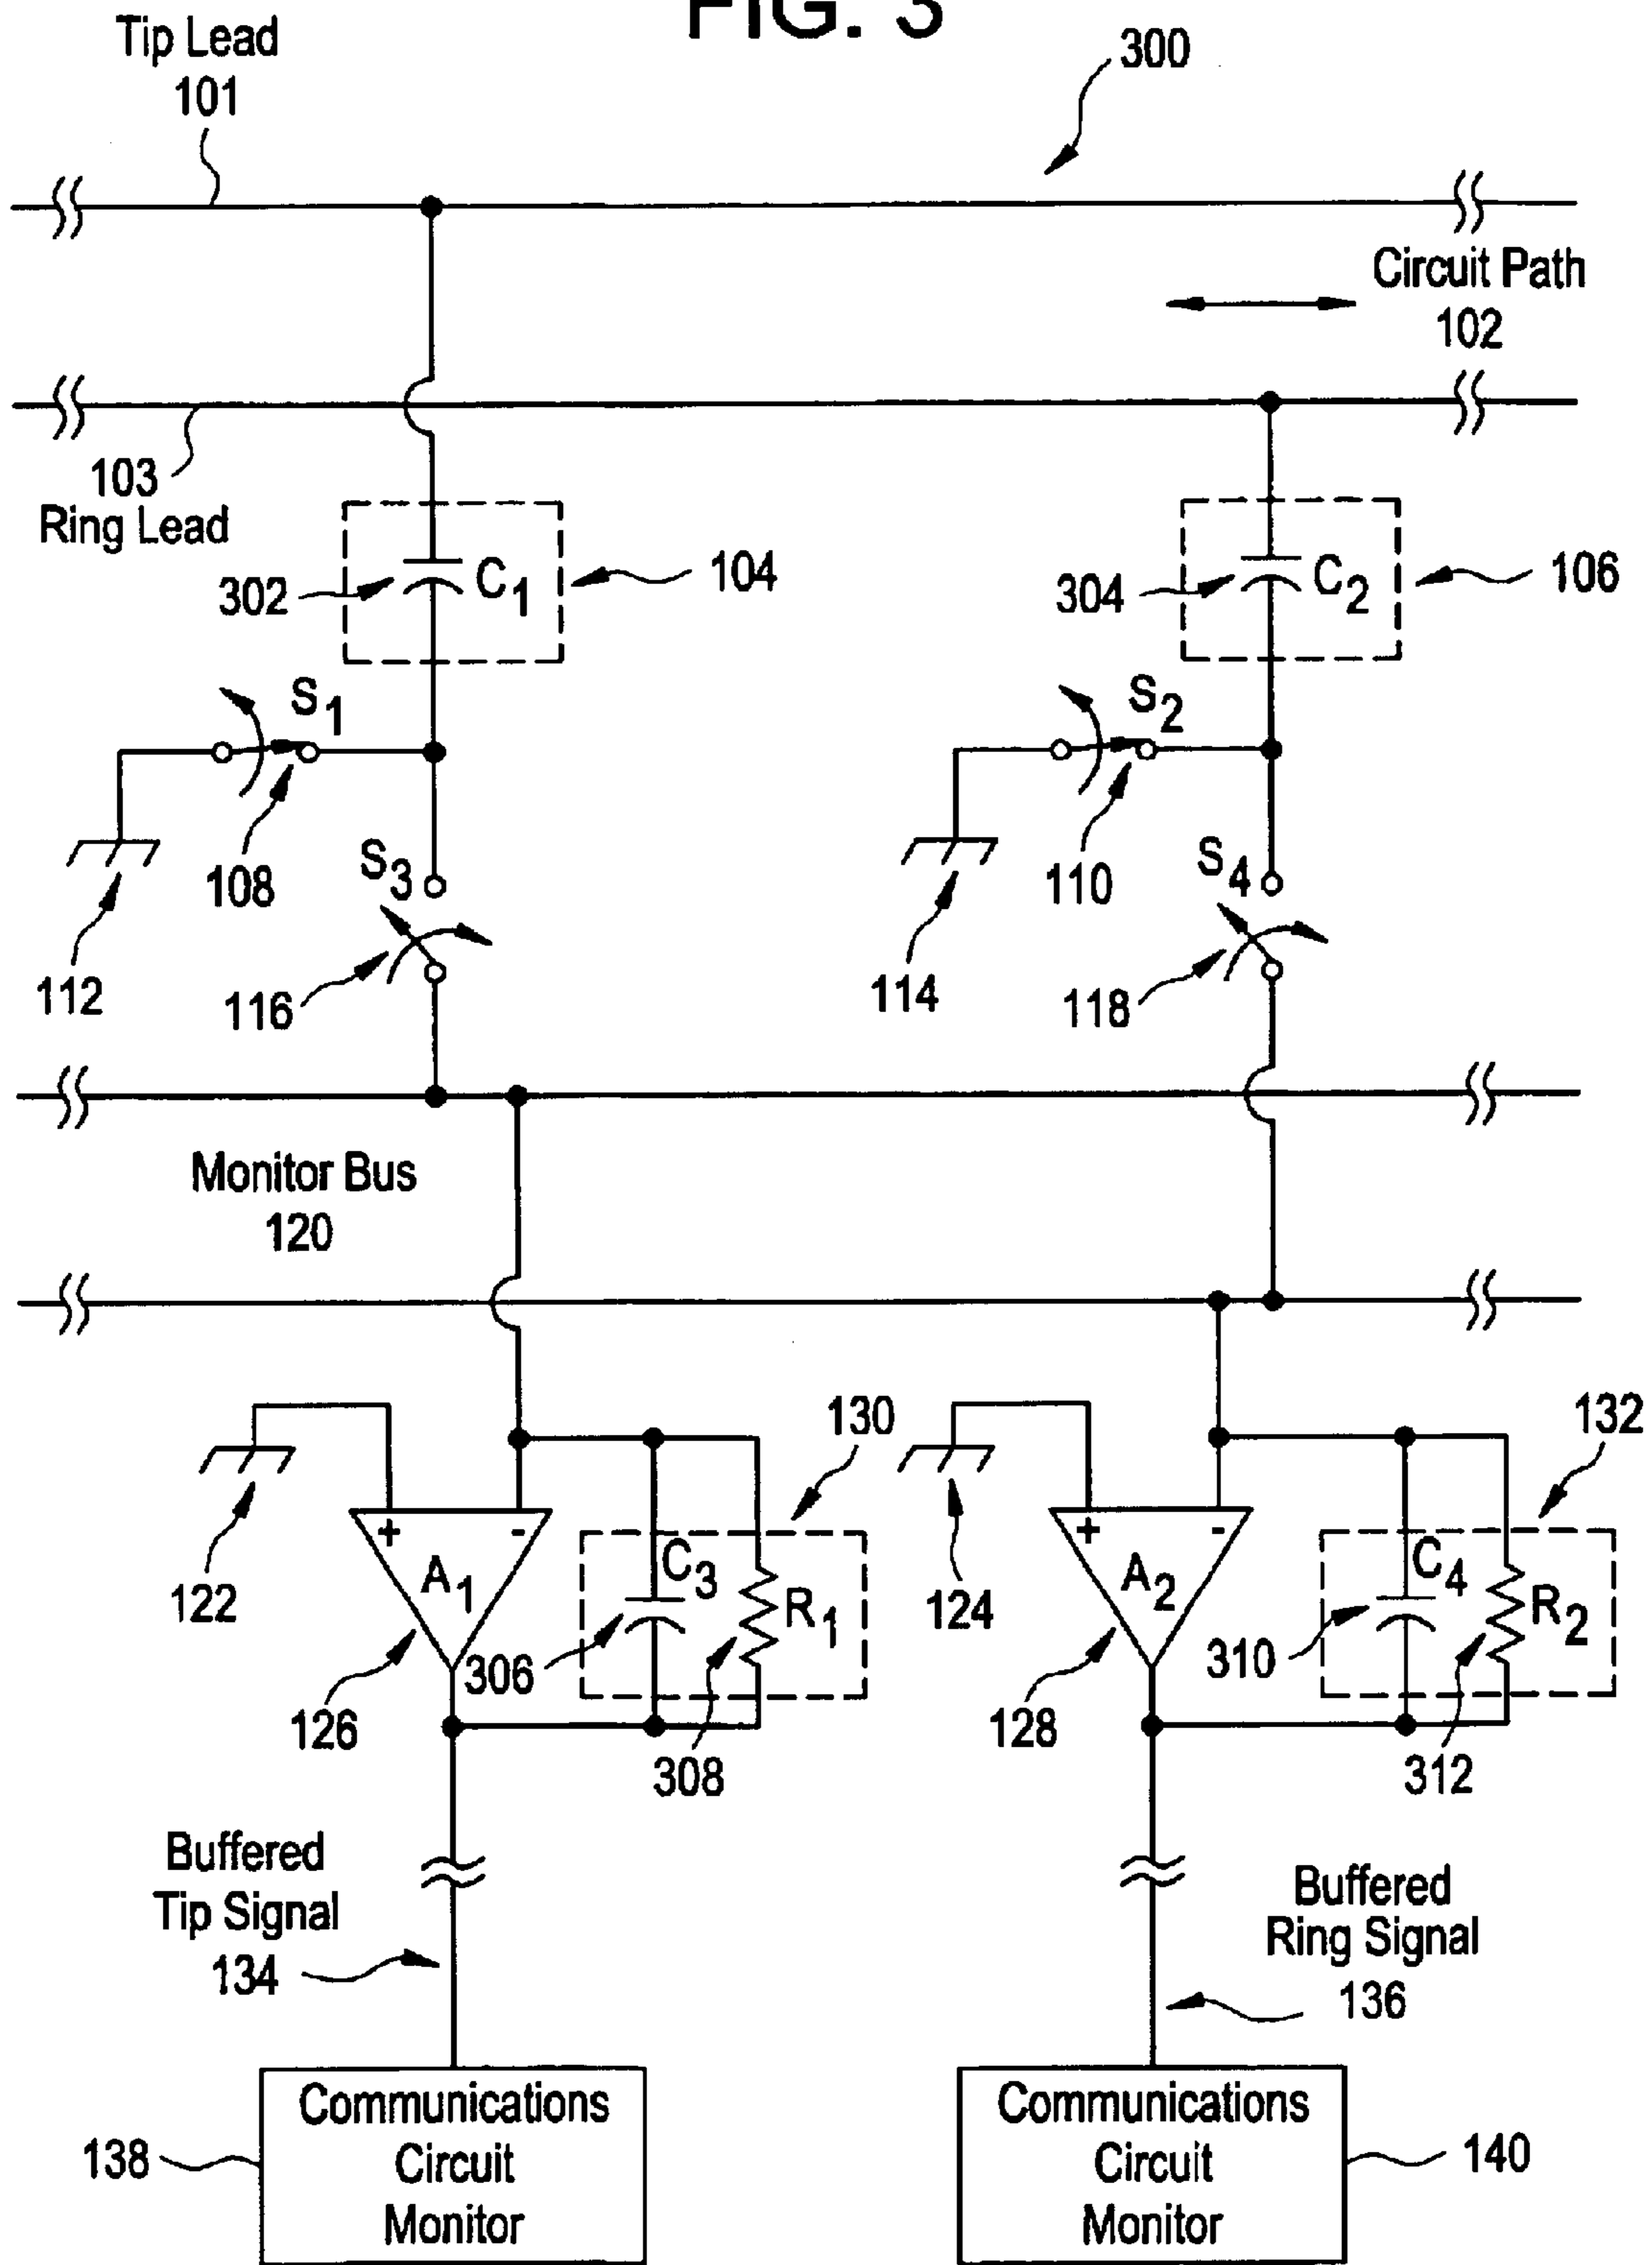 FIG. 3
Tip Lead
101
300
Circuit Path
102
103
Ring Lead
302
C1
104
304
C2
106
S1
S2
108
S3
110
S4
112
116
114
118
Monitor Bus
120
130
132
+
-
A1
C3
R1
+
-
A2
C4
R2
122
124
306
310
126
308
128
312
Buffered
Tip Signal
134
Buffered
Ring Signal
136
Communications
Circuit
Monitor
138
Communications
Circuit
Monitor
140